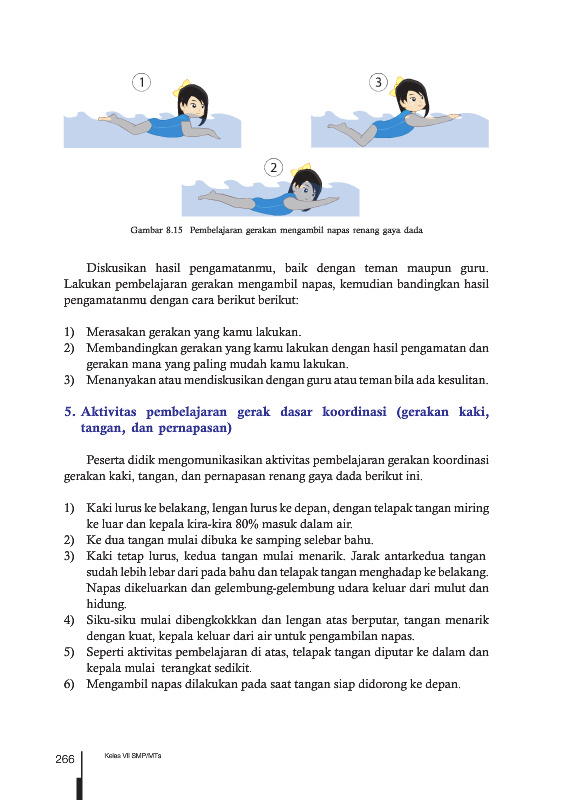 1
3
2
Gambar 8.15 Pembelajaran gerakan mengambil napas renang gaya dada
Diskusikan hasil pengamatanmu, baik dengan teman maupun guru.
Lakukan pembelajaran gerakan mengambil napas, kemudian bandingkan hasil
pengamatanmu dengan cara berikut berikut:
1) Merasakan gerakan yang kamu lakukan.
2) Membandingkan gerakan yang kamu lakukan dengan hasil pengamatan dan
gerakan mana yang paling mudah kamu lakukan.
3) Menanyakan atau mendiskusikan dengan guru atau teman bila ada kesulitan.
5. Aktivitas pembelajaran gerak dasar koordinasi (gerakan kaki,
tangan, dan pernapasan)
Peserta didik mengomunikasikan aktivitas pembelajaran gerakan koordinasi
gerakan kaki, tangan, dan pernapasan renang gaya dada berikut ini.
1) Kaki lurus ke belakang, lengan lurus ke depan, dengan telapak tangan miring
ke luar dan kepala kira-kira 80% masuk dalam air.
2) Ke dua tangan mulai dibuka ke samping selebar bahu.
3) Kaki tetap lurus, kedua tangan mulai menarik. Jarak antarkedua tangan
sudah lebih lebar dari pada bahu dan telapak tangan menghadap ke belakang.
Napas dikeluarkan dan gelembung-gelembung udara keluar dari mulut dan
hidung.
4) Siku-siku mulai dibengkokkkan dan lengan atas berputar, tangan menarik
dengan kuat, kepala keluar dari air untuk pengambilan napas.
5) Seperti aktivitas pembelajaran di atas, telapak tangan diputar ke dalam dan
kepala mulai terangkat sedikit.
6) Mengambil napas dilakukan pada saat tangan siap didorong ke depan.
266
Kelas VII SMP/MTs